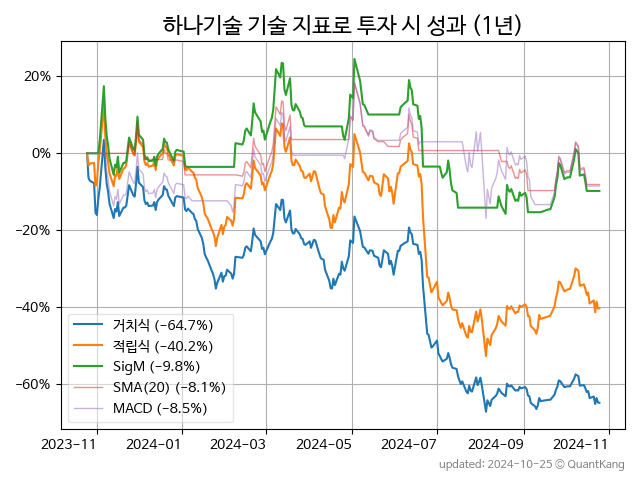 하나기술 기술 지표로 투자 시 성과 (1년)
20%
0%
−20%
−40%
−60%
거치식 (−64.7%)
적립식 (−40.2%)
SigM (−9.8%)
SMA(20) (−8.1%)
MACD (−8.5%)
2023-11 2024-01 2024-03 2024-05 2024-07 2024-09 2024-11
updated: 2024-10-25 © QuantKang